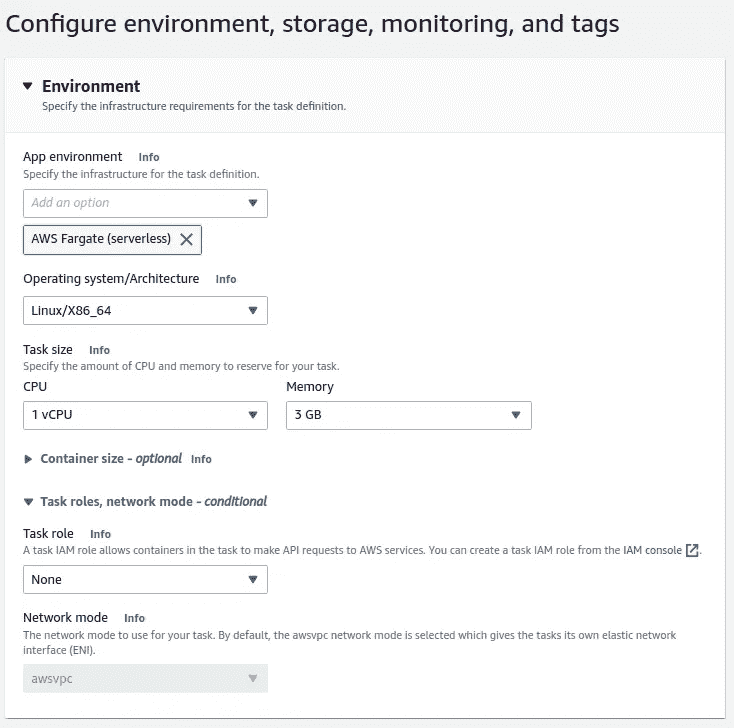 Configure environment, storage, monitoring, and tags
Environment
Specify the infrastructure requirements for the task definition.
App environment Info
Specify the infrastructure for the task definition.
Add an option
AWS Fargate (serverless)
Operating system/Architecture Info
Linux/X86_64
Task size Info
Specify the amount of CPU and memory to reserve for your task.
CPU Memory
1 vCPU 3 GB
Container size - optional Info
Task roles, network mode - conditional
Task role Info
A task IAM role allows containers in the task to make API requests to AWS services. You can create a task IAM role from the IAM console.
None
Network mode Info
The network mode to use for your task. By default, the awsvpc network mode is selected which gives the tasks its own elastic network
interface (ENI).
awsvpc